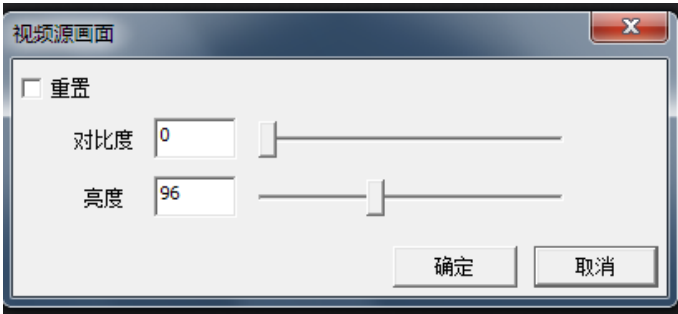 视频源画面
重置
对比度 0
亮度 96
确定 取消